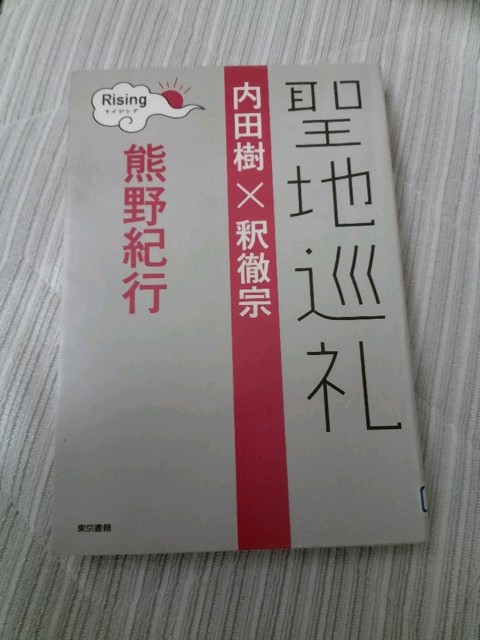 聖地巡礼
内田樹×釈徹宗
Rising
ライジング
熊野紀行
東京書籍